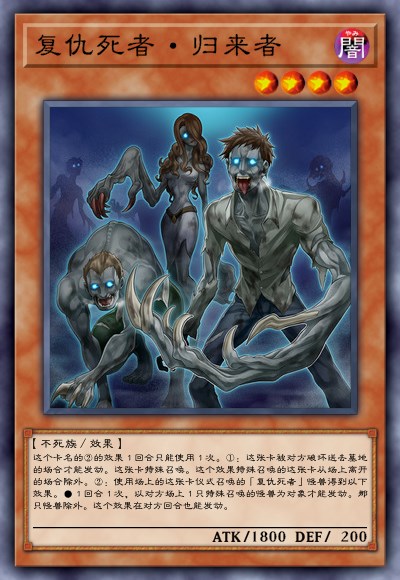 复仇死者・归来者
やみ
闇
【不死族/效果】
这个卡名的②的效果1回合只能使用1次。①：这张卡被对方破坏送去墓地
的场合才能发动。这张卡特殊召唤。这个效果特殊召唤的这张卡从场上离开
的场合除外。②：使用场上的这张卡仪式召唤的「复仇死者」怪兽得到以下
效果。●1回合1次，以对方场上1只特殊召唤的怪兽为对象才能发动。那
只怪兽除外。这个效果在对方回合也能发动。
ATK/1800 DEF/ 200